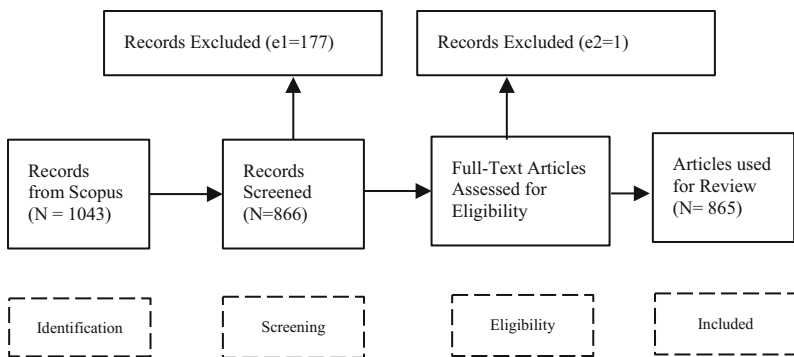 Records Excluded (e1=177)
Records Excluded (e2=1)
Records
from Scopus
(N = 1043)
Records
Screened
(N=866)
Full-Text Articles
Assessed for
Eligibility
Articles used
for Review
(N= 865)
Identification
Screening
Eligibility
Included